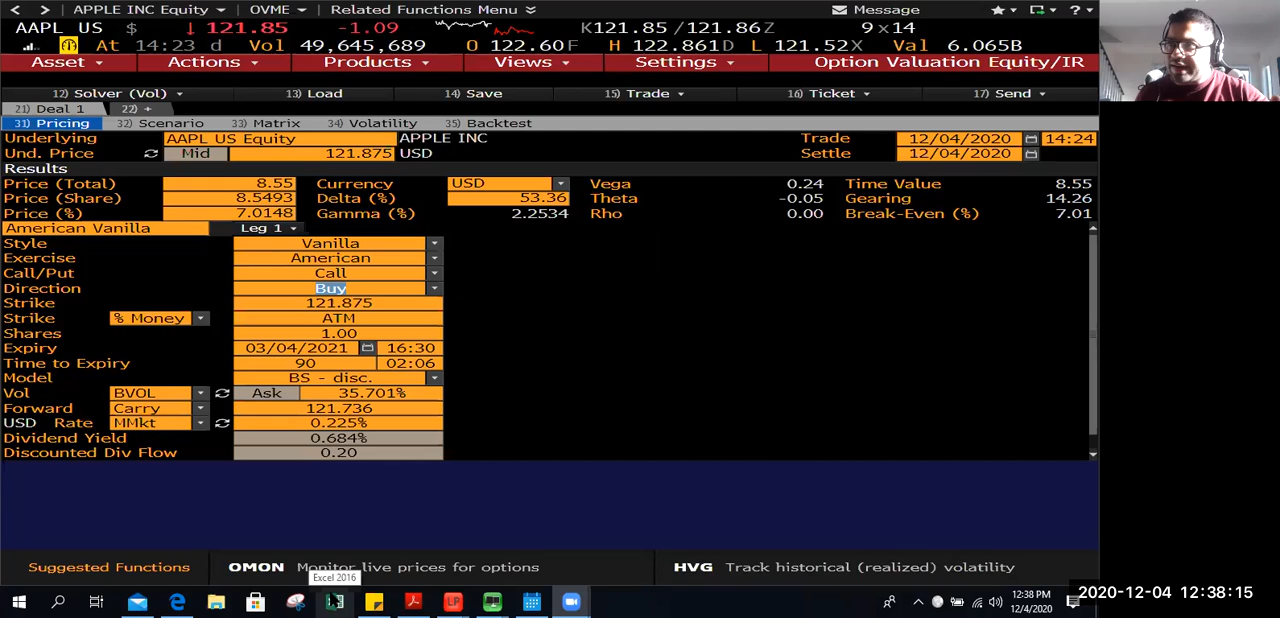 < > APPLE INC Equity OVME Related Functions Menu Message
AAPL US $ ↓ 121.85 -1.09 K121.85 /121.86Z 9×14
At 14:23 d Vol 49,645,689 O 122.60F H 122.861D L 121.52X Val 6.065B
Asset Actions Products Views Settings Option Valuation Equity/IR
12) Solver (Vol) 13) Load 14) Save 15) Trade 16) Ticket 17) Send
21) Deal 1 22) +
31) Pricing 32) Scenario 33) Matrix 34) Volatility 35) Backtest
Underlying AAPL US Equity APPLE INC Trade 12/04/2020 14:24
Und. Price Mid 121.875 USD Settle 12/04/2020
Results
Price (Total) 8.55 Currency USD Vega 0.24 Time Value 8.55
Price (Share) 8.5493 Delta (%) 53.36 Theta -0.05 Gearing 14.26
Price (%) 7.0148 Gamma (%) 2.2534 Rho 0.00 Break-Even (%) 7.01
American Vanilla Leg 1
Style Vanilla
Exercise American
Call/Put Call
Direction Buy
Strike 121.875
Strike % Money ATM
Shares 1.00
Expiry 03/04/2021 16:30
Time to Expiry 90 02:06
Model BS - disc.
Vol BVOL Ask 35.701%
Forward Carry 121.736
USD Rate MMkt 0.225%
Dividend Yield 0.684%
Discounted Div Flow 0.20
Suggested Functions OMON Monitor live prices for options HVG Track historical (realized) volatility
Excel 2016
12:38 PM
12/4/2020
2020-12-04 12:38:15